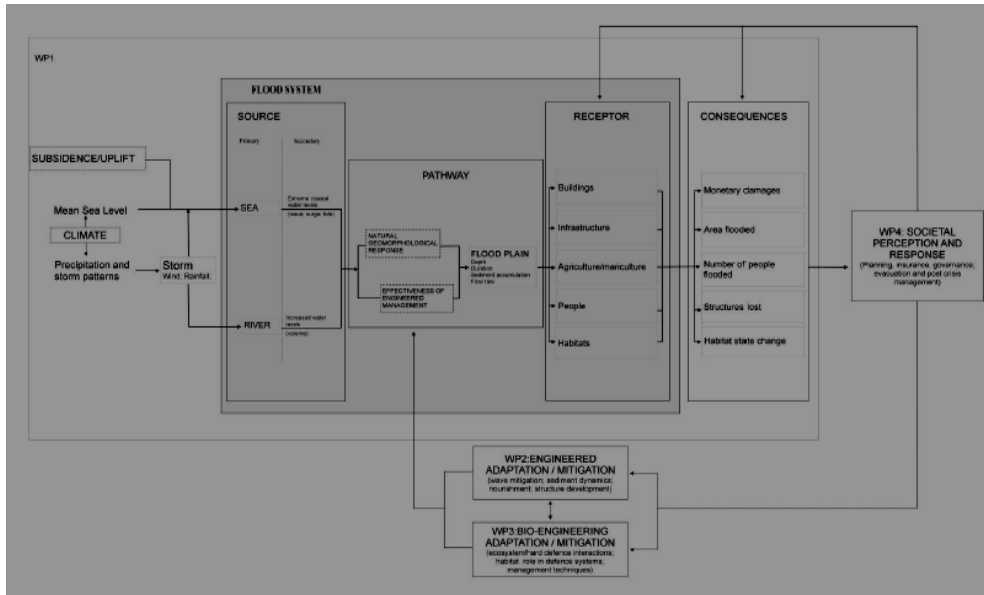 WP1
FLOOD SYSTEM
SOURCE
Primary
Secondary
SUBSIDENCE/UPLIFT
Mean Sea Level
CLIMATE
Precipitation and
storm patterns
Storm
Wind; Rainfall;
SEA
Extreme coastal
water levels
(wave; surge; tide)
RIVER
Increased water
levels
(volume)
PATHWAY
NATURAL
GEOMORPHOLOGICAL
RESPONSE
EFFECTIVENESS OF
ENGINEERED
MANAGEMENT
FLOOD PLAIN
Depth
Duration
Sediment accumulation
Flow rate
RECEPTOR
Buildings
Infrastructure
Agriculture/mariculture
People
Habitats
CONSEQUENCES
Monetary damages
Area flooded
Number of people
flooded
Structures lost
Habitat state change
WP4: SOCIETAL
PERCEPTION AND
RESPONSE
(Planning, insurance, governance;
evacuation and post crisis
management)
WP2:ENGINEERED
ADAPTATION / MITIGATION
(wave mitigation; sediment dynamics;
nourishment; structure development)
WP3:BIO-ENGINEERING
ADAPTATION / MITIGATION
(ecosystem/hard defence interactions;
habitat role in defence systems;
management techniques)